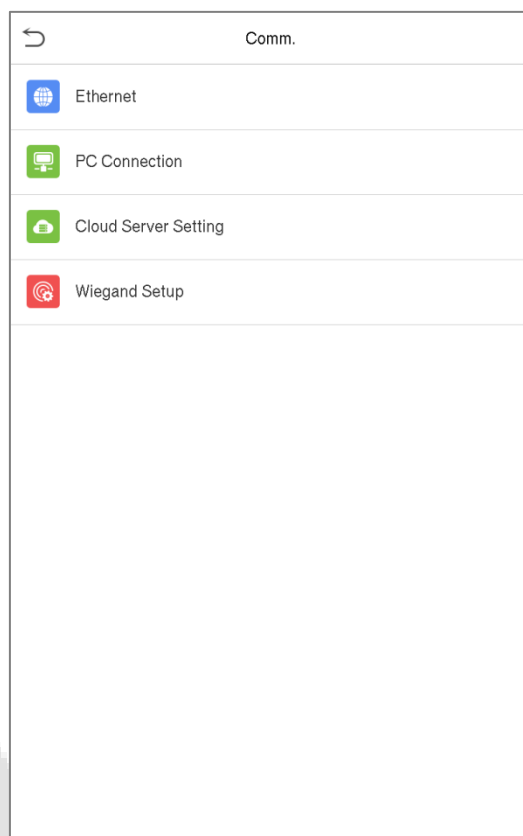 Comm.
Ethernet
PC Connection
Cloud Server Setting
Wiegand Setup